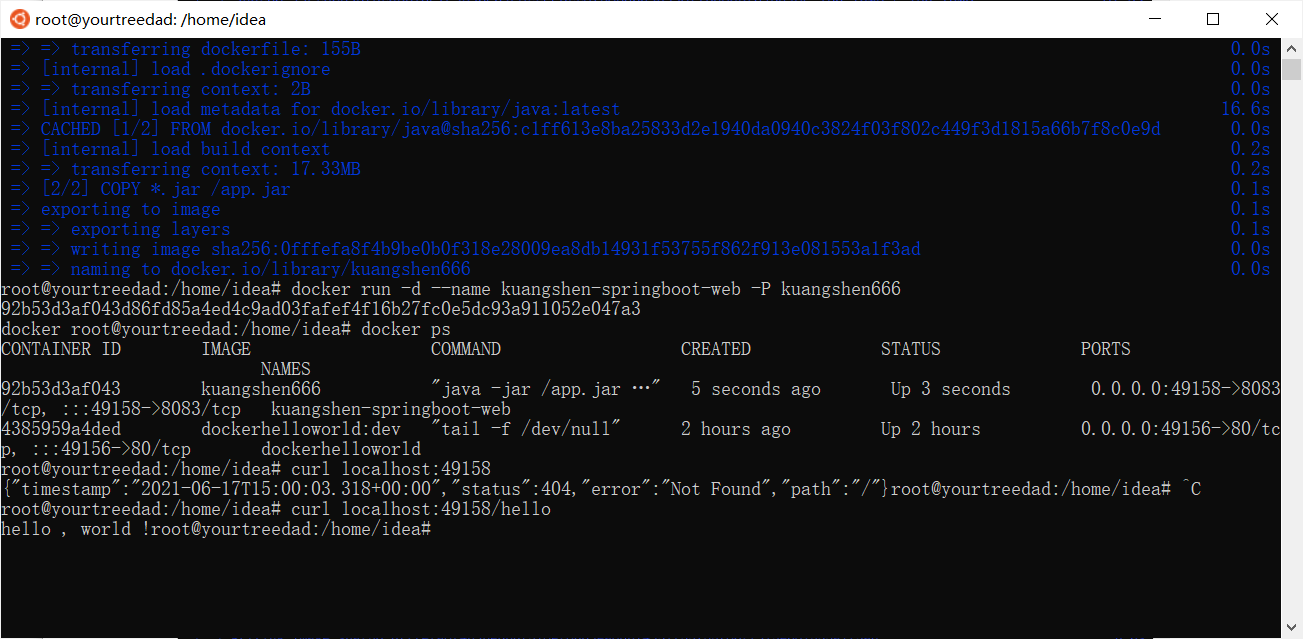 root@yourtreedad: /home/idea
=> => transferring dockerfile: 155B 0.0s
=> [internal] load .dockerignore 0.0s
=> => transferring context: 2B 0.0s
=> [internal] load metadata for docker.io/library/java:latest 16.6s
=> CACHED [1/2] FROM docker.io/library/java@sha256:c1ff613e8ba25833d2e1940da0940c3824f03f802c449f3d1815a66b7f8c0e9d 0.0s
=> [internal] load build context 0.2s
=> => transferring context: 17.33MB 0.2s
=> [2/2] COPY *.jar /app.jar 0.1s
=> exporting to image 0.1s
=> => exporting layers 0.1s
=> => writing image sha256:0fffefa8f4b9be0b0f318e28009ea8db14931f53755f862f913e081553a1f3ad 0.0s
=> => naming to docker.io/library/kuangshen666 0.0s
root@yourtreedad:/home/idea# docker run -d --name kuangshen-springboot-web -P kuangshen666
92b53d3af043d86fd85a4ed4c9ad03fafef4f16b27fc0e5dc93a911052e047a3
docker root@yourtreedad:/home/idea# docker ps
CONTAINER ID IMAGE COMMAND CREATED STATUS PORTS
NAMES
92b53d3af043 kuangshen666 "java -jar /app.jar …" 5 seconds ago Up 3 seconds 0.0.0.0:49158->8083
/tcp, :::49158->8083/tcp kuangshen-springboot-web
4385959a4ded dockerhelloworld:dev "tail -f /dev/null" 2 hours ago Up 2 hours 0.0.0.0:49156->80/tc
p, :::49156->80/tcp dockerhelloworld
root@yourtreedad:/home/idea# curl localhost:49158
{"timestamp":"2021-06-17T15:00:03.318+00:00","status":404,"error":"Not Found","path":"/"}root@yourtreedad:/home/idea# ^C
root@yourtreedad:/home/idea# curl localhost:49158/hello
hello , world !root@yourtreedad:/home/idea#